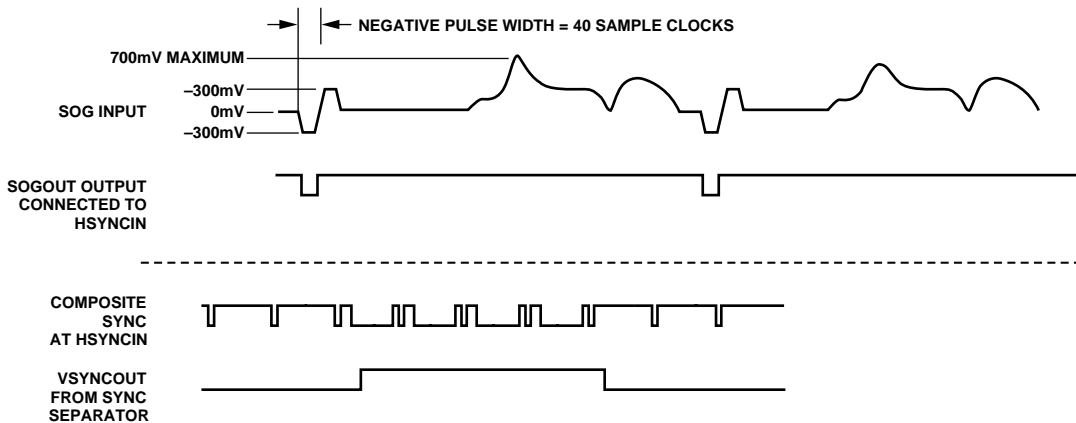 NEGATIVE PULSE WIDTH = 40 SAMPLE CLOCKS
700mV MAXIMUM
–300mV
SOG INPUT
0mV
–300mV
SOGOUT OUTPUT
CONNECTED TO
HSYNCIN
COMPOSITE
SYNC
AT HSYNCIN
VSYNCOUT
FROM SYNC
SEPARATOR